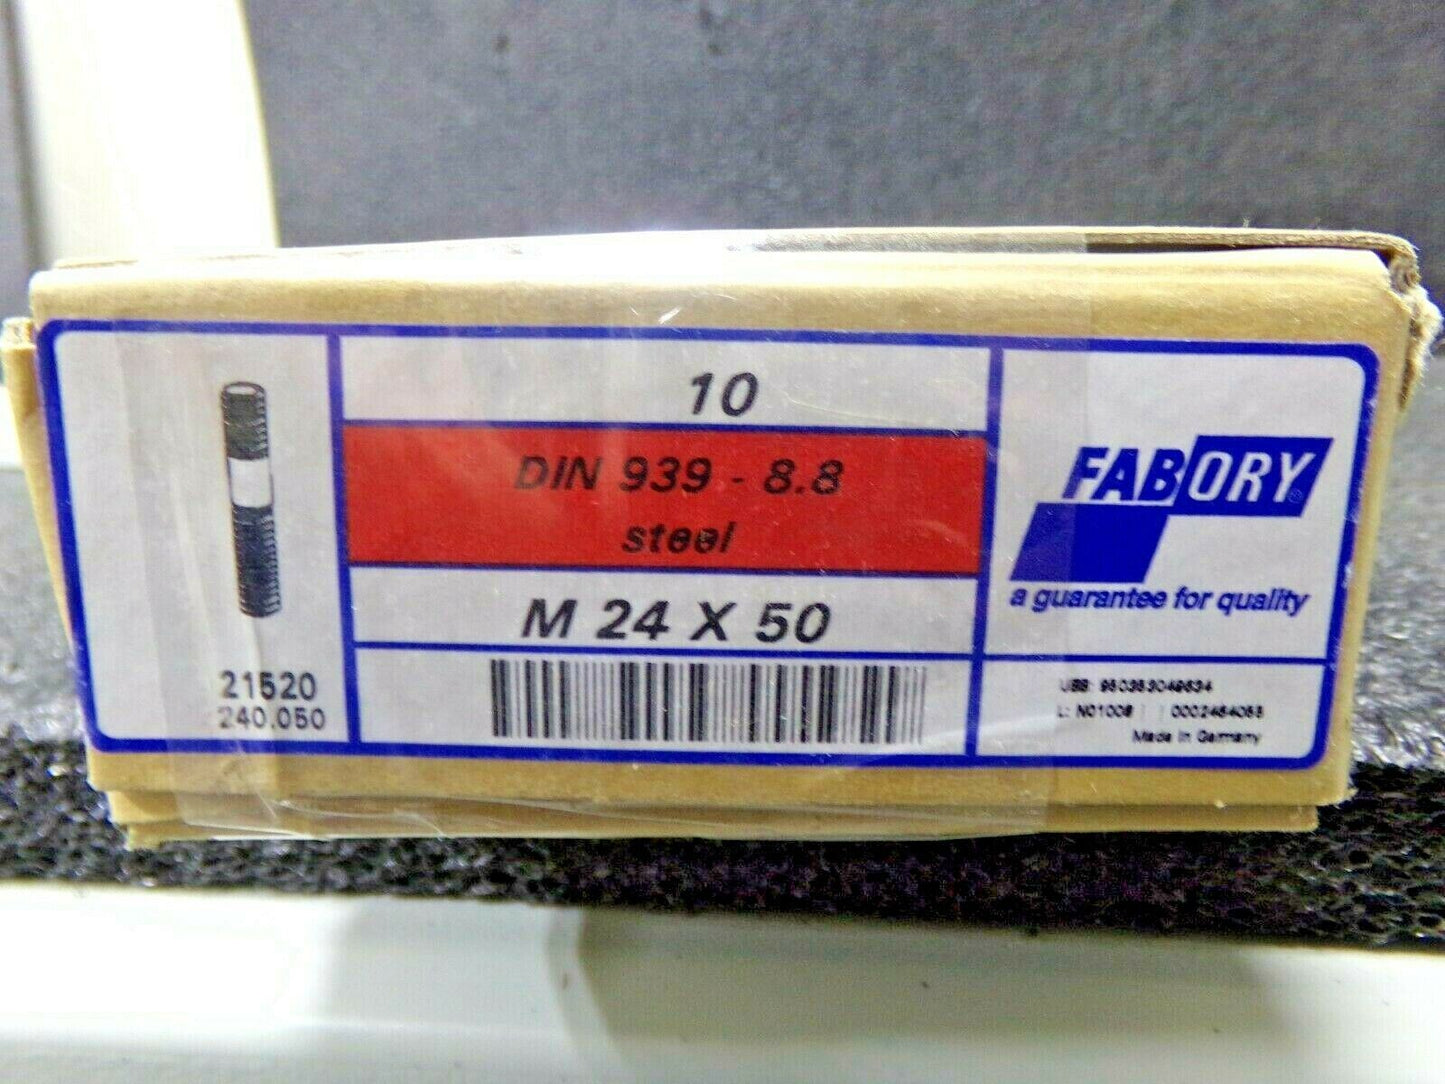 10
DIN 939 - 8.8
steel
M 24 X 50
21520
240.050
FABORY®
a guarantee for quality
Made in Germany